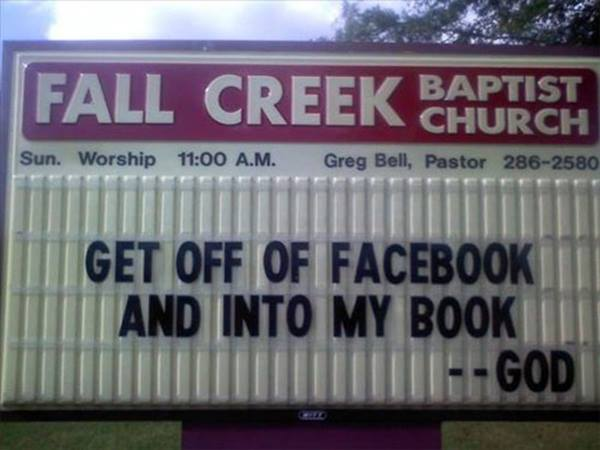 FALL CREEK BAPTIST CHURCH
Sun. Worship 11:00 A.M. Greg Bell, Pastor 286-2580
GET OFF OF FACEBOOK
AND INTO MY BOOK
--GOD